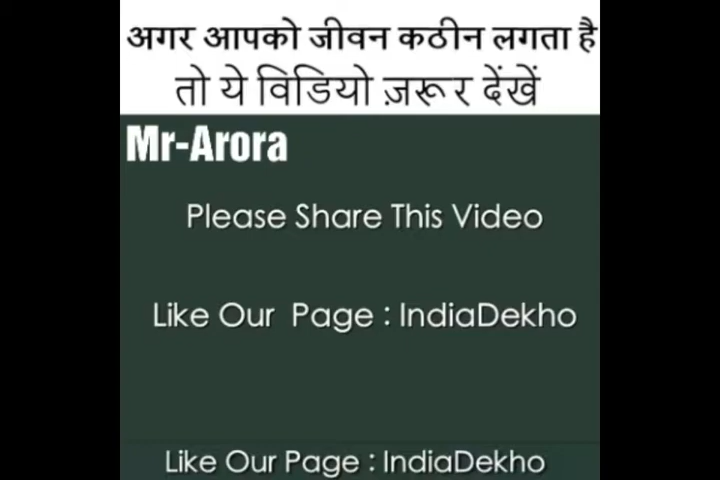 अगर आपको जीवन कठीन लगता है
तो ये विडियो ज़रूर देंखें
Mr-Arora
Please Share This Video
Like Our Page : IndiaDekho
Like Our Page : IndiaDekho